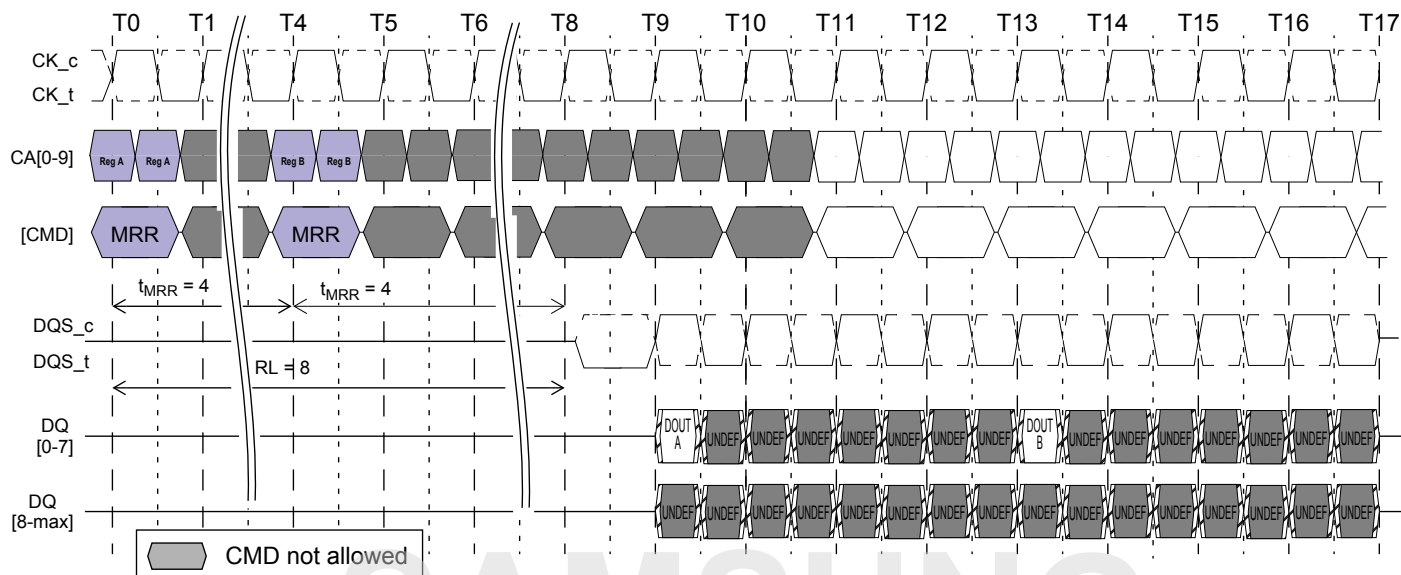 T0 T1 T4 T5 T6 T8 T9 T10 T11 T12 T13 T14 T15 T16 T17
CK_c
CK_t
CA[0-9] Reg A Reg A Reg B Reg B
[CMD] MRR MRR
tMRR = 4 tMRR = 4
DQS_c
DQS_t
RL = 8
DQ
[0-7]
DOUT A UNDEF UNDEF UNDEF UNDEF UNDEF UNDEF UNDEF DOUT B UNDEF UNDEF UNDEF UNDEF UNDEF UNDEF UNDEF
DQ
[8-max]
UNDEF UNDEF UNDEF UNDEF UNDEF UNDEF UNDEF UNDEF UNDEF UNDEF UNDEF UNDEF UNDEF UNDEF UNDEF UNDEF
CMD not allowed
SAMSUNG